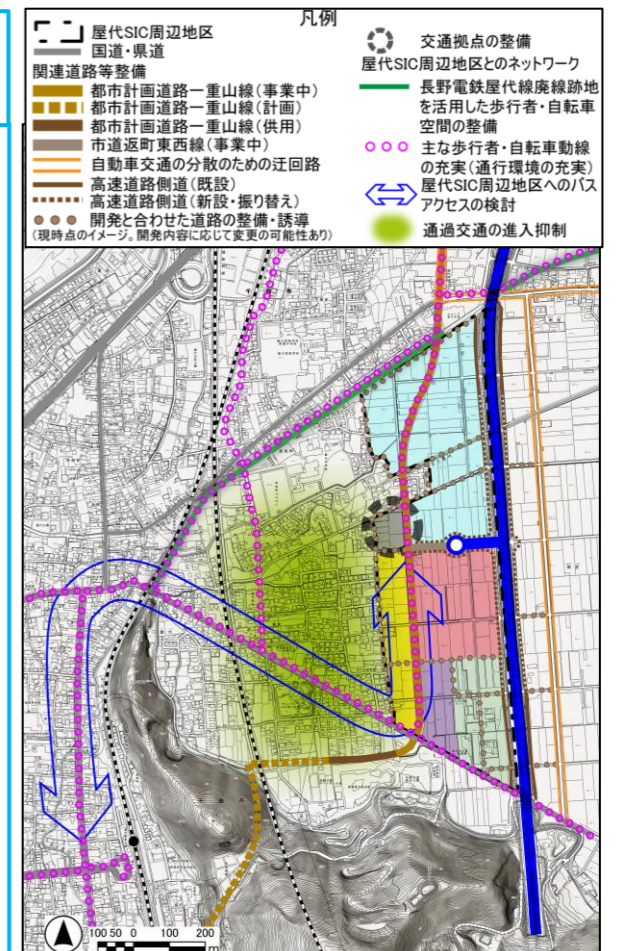 凡例
屋代SIC周辺地区
国道・県道
関連道路等整備
都市計画道路一重山線(事業中)
都市計画道路一重山線(計画)
都市計画道路一重山線(供用)
市道返町東西線(事業中)
自動車交通の分散のための迂回路
高速道路側道(既設)
高速道路側道(新設・振り替え)
開発と合わせた道路の整備・誘導
(現時点のイメージ。開発内容に応じて変更の可能性あり)
交通拠点の整備
屋代SIC周辺地区とのネットワーク
長野電鉄屋代線廃線跡地
を活用した歩行者・自転車
空間の整備
主な歩行者・自転車動線
の充実(通行環境の充実)
屋代SIC周辺地区へのバス
アクセスの検討
通過交通の進入抑制
100 50 0 100 200
m